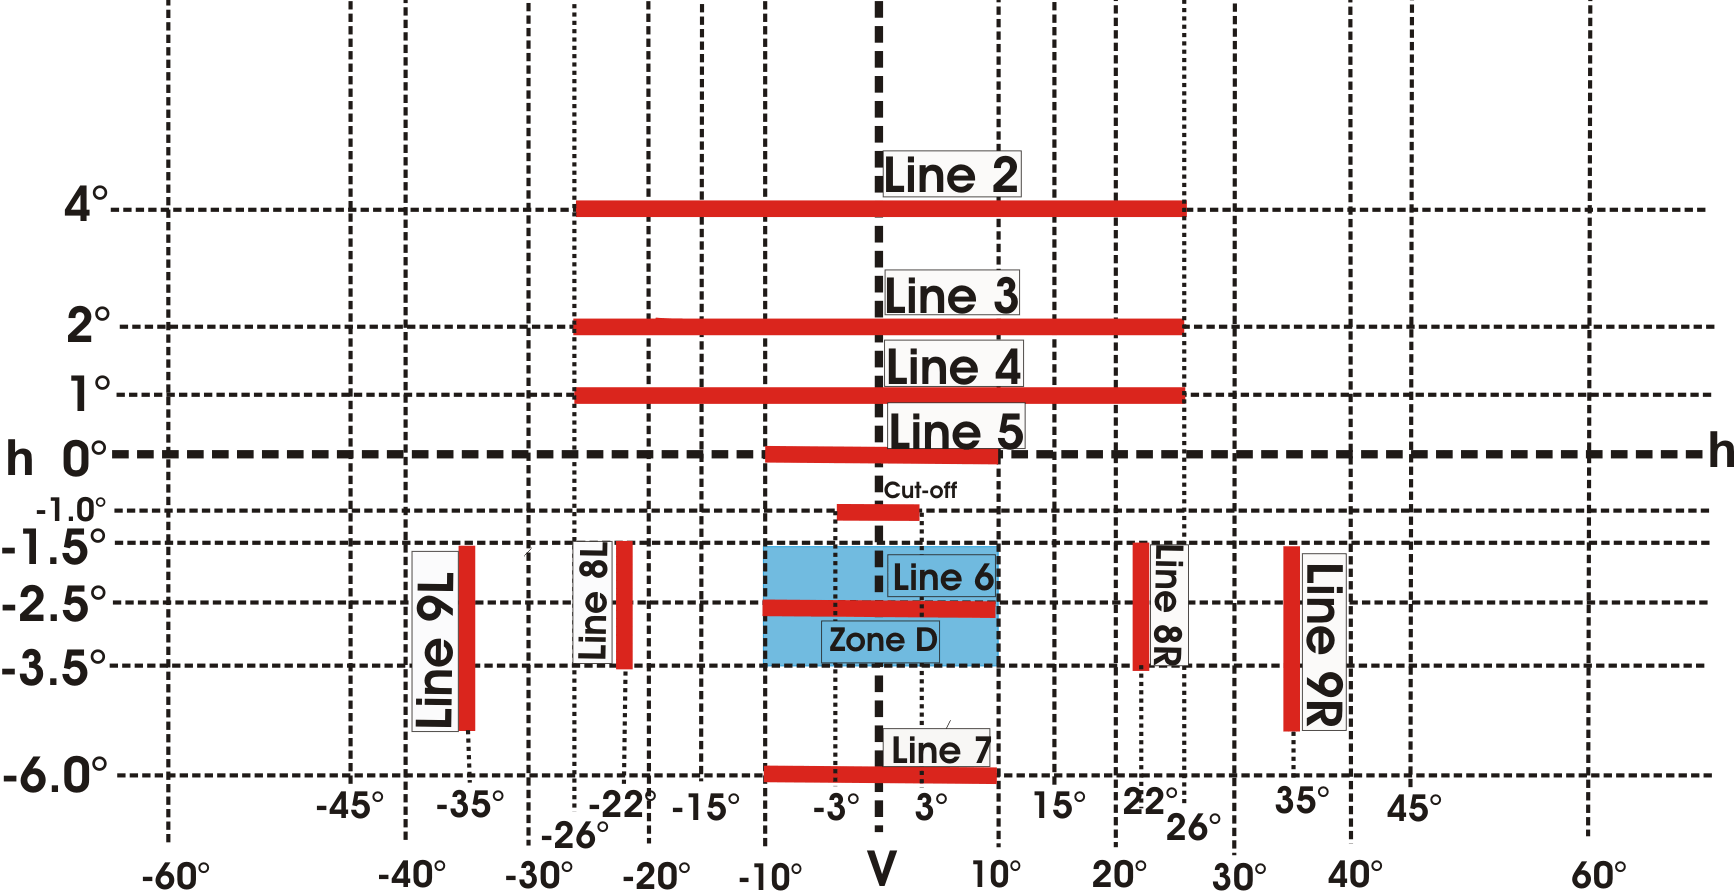 Line 2
4°
Line 3
2°
Line 4
1°
Line 5
h 0° h
Cut-off
-1.0°
-1.5°
Line 9L
Line 8L
Line 6
Line 8R
Line 9R
-2.5°
Zone D
-3.5°
Line 7
-6.0°
-45° -35° -22° -15° -3° 3° 15° 22° 35° 45°
-26° 26°
-60° -40° -30° -20° -10° V 10° 20° 30° 40° 60°